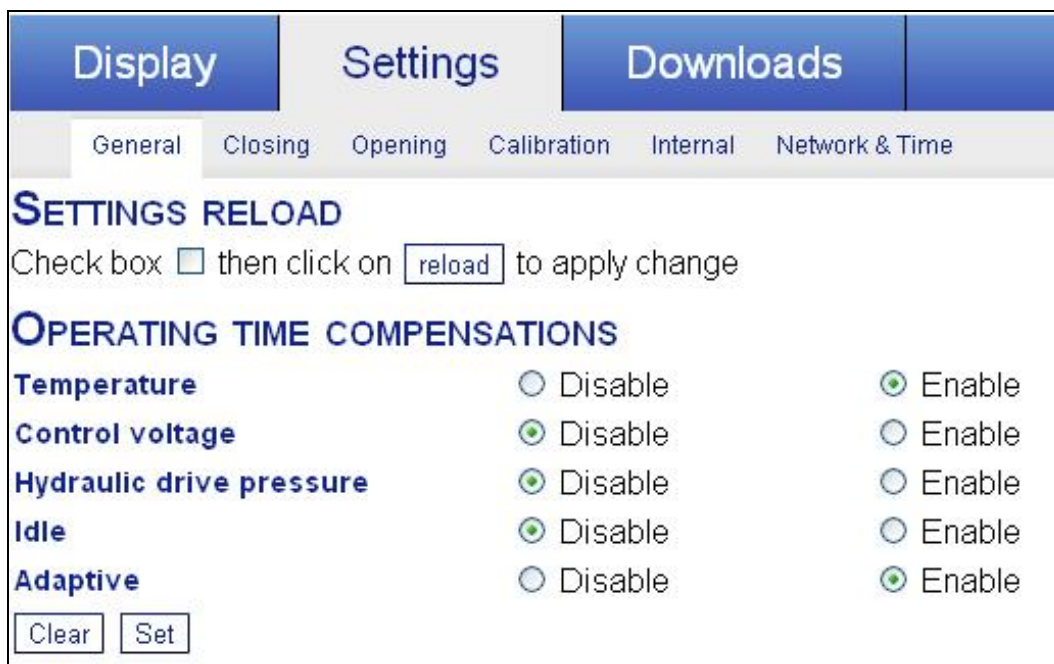 Display Settings Downloads
General Closing Opening Calibration Internal Network & Time
SETTINGS RELOAD
Check box then click on reload to apply change
OPERATING TIME COMPENSATIONS
Temperature Disable Enable
Control voltage Disable Enable
Hydraulic drive pressure Disable Enable
Idle Disable Enable
Adaptive Disable Enable
Clear Set